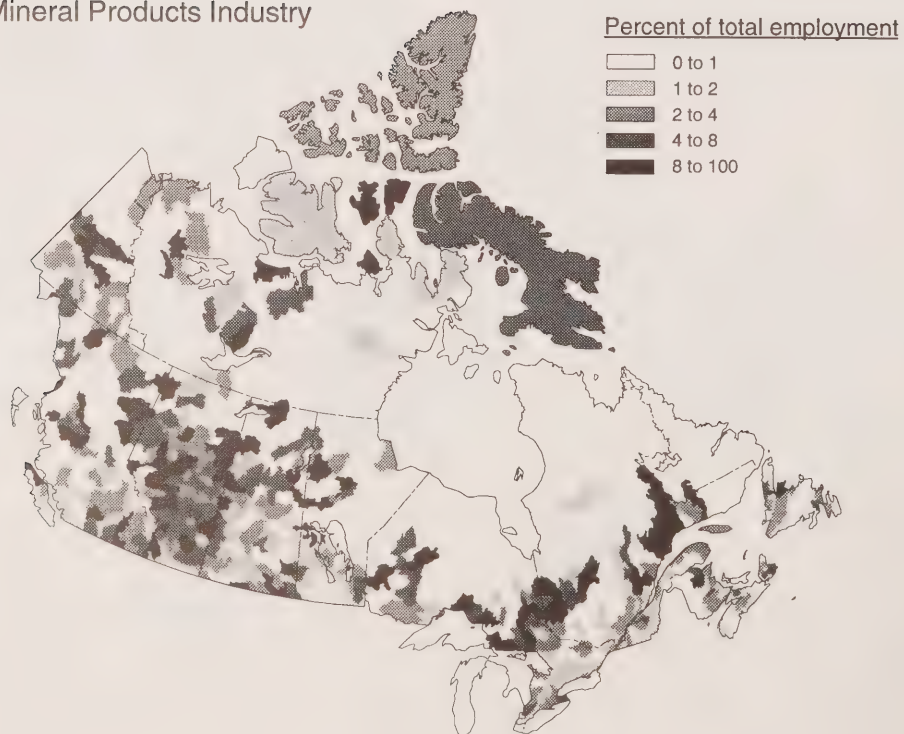 Mineral Products Industry
Percent of total employment
0 to 1
1 to 2
2 to 4
4 to 8
8 to 100